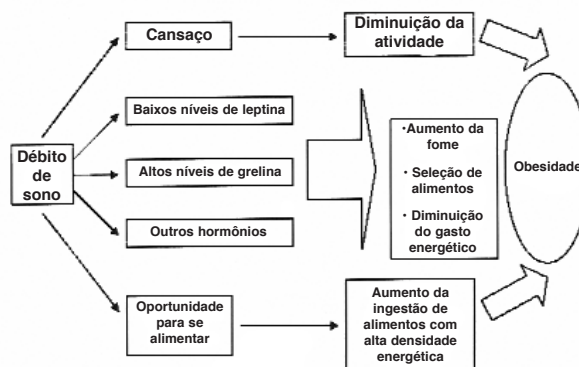 Cansaço
Diminuição da
atividade
Baixos níveis de leptina
Débito
de
sono
Altos níveis de grelina
Outros hormônios
•Aumento da
fome
• Seleção de
alimentos
• Diminuição
do gasto
energético
Obesidade
Oportunidade
para se
alimentar
Aumento da
ingestão de
alimentos com
alta densidade
energética